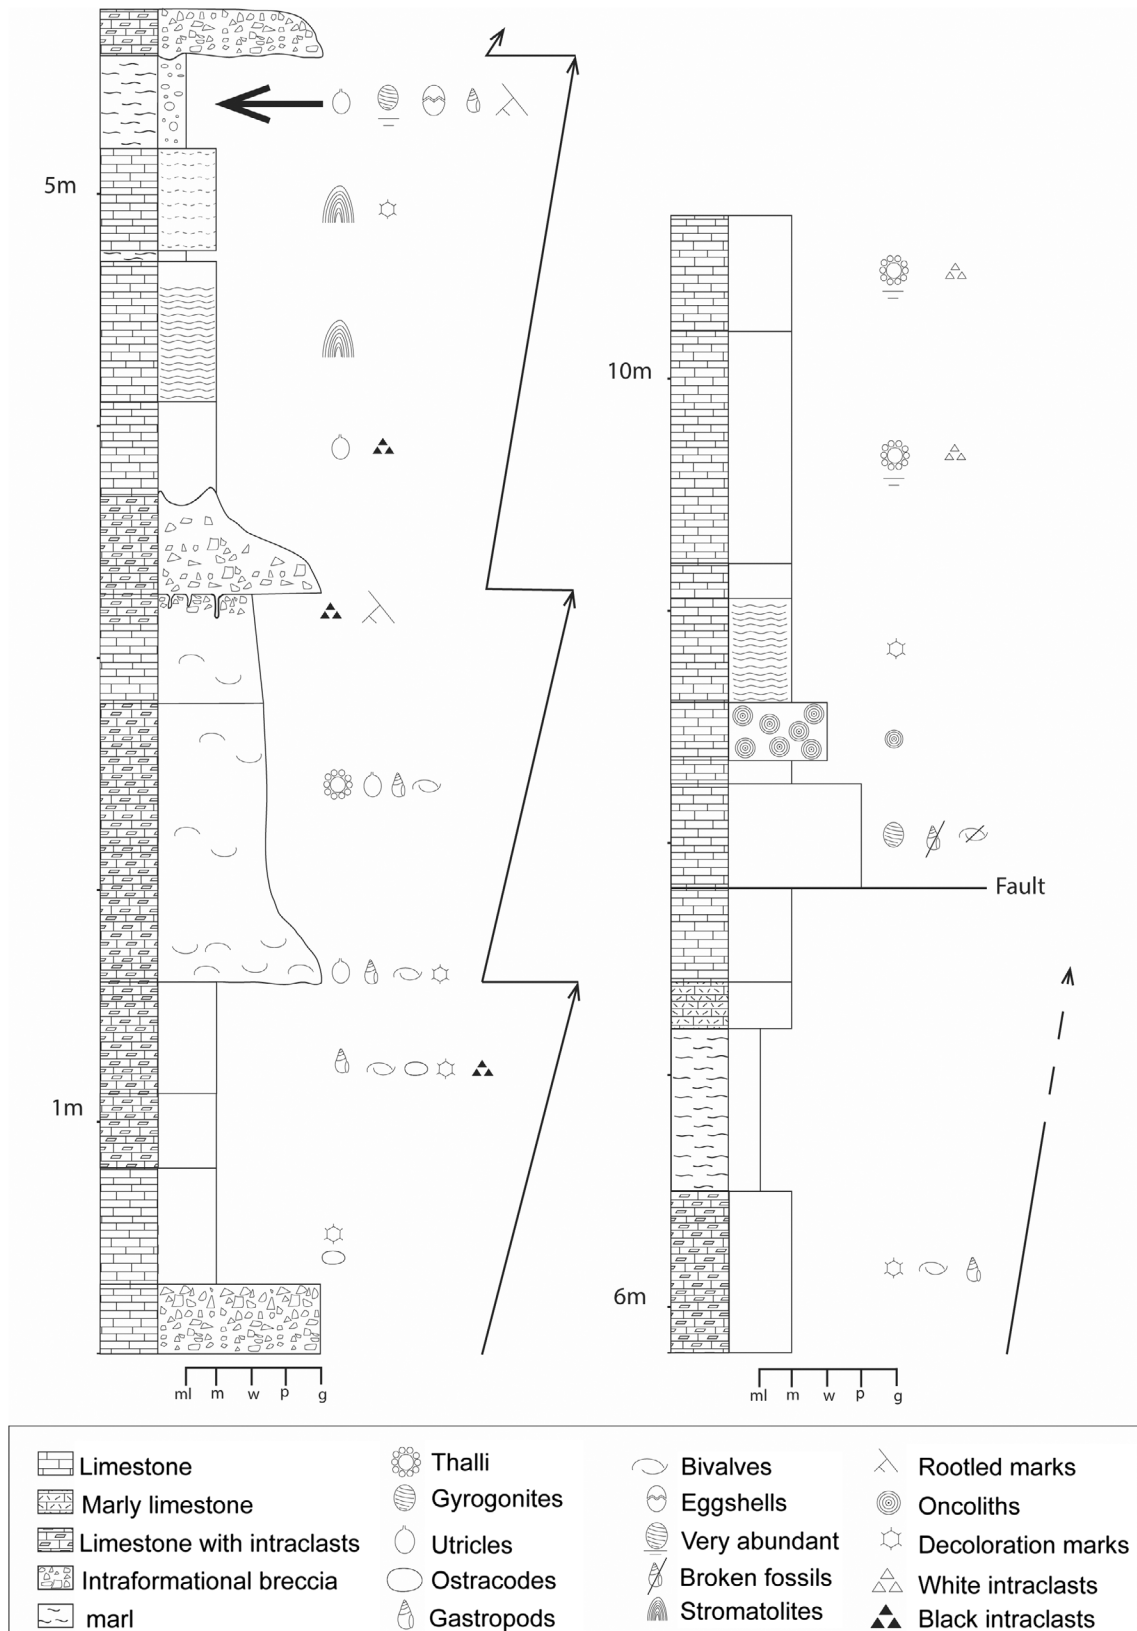 5m
1m
ml m w p g
10m
Fault
6m
ml m w p g
Limestone
Marly limestone
Limestone with intraclasts
Intraformational breccia
marl
Thalli
Gyrogonites
Utricles
Ostracodes
Gastropods
Bivalves
Eggshells
Very abundant
Broken fossils
Stromatolites
Rootled marks
Oncoliths
Decoloration marks
White intraclasts
Black intraclasts